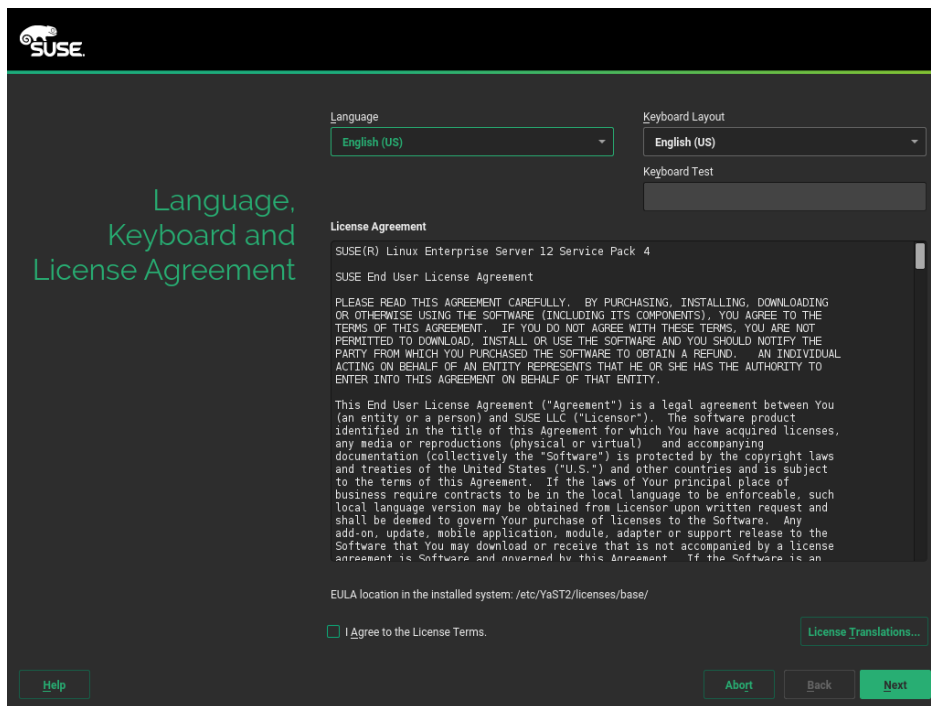 SUSE.
Language
Keyboard Layout
English (US)
English (US)
Keyboard Test
Language,
Keyboard and
License Agreement
License Agreement
SUSE(R) Linux Enterprise Server 12 Service Pack 4
SUSE End User License Agreement
PLEASE READ THIS AGREEMENT CAREFULLY. BY PURCHASING, INSTALLING, DOWNLOADING
OR OTHERWISE USING THE SOFTWARE (INCLUDING ITS COMPONENTS), YOU AGREE TO THE
TERMS OF THIS AGREEMENT. IF YOU DO NOT AGREE WITH THESE TERMS, YOU ARE NOT
PERMITTED TO DOWNLOAD, INSTALL OR USE THE SOFTWARE AND YOU SHOULD NOTIFY THE
PARTY FROM WHICH YOU PURCHASED THE SOFTWARE TO OBTAIN A REFUND. AN INDIVIDUAL
ACTING ON BEHALF OF AN ENTITY REPRESENTS THAT HE OR SHE HAS THE AUTHORITY TO
ENTER INTO THIS AGREEMENT ON BEHALF OF THAT ENTITY.
This End User License Agreement ("Agreement") is a legal agreement between You
(an entity or a person) and SUSE LLC ("Licensor"). The software product
identified in the title of this Agreement for which You have acquired licenses,
any media or reproductions (physical or virtual) and accompanying
documentation (collectively the "Software") is protected by the copyright laws
and treaties of the United States ("U.S.") and other countries and is subject
to the terms of this Agreement. If the laws of Your principal place of
business require contracts to be in the local language to be enforceable, such
local language version may be obtained from Licensor upon written request and
shall be deemed to govern Your purchase of licenses to the Software. Any
add-on, update, mobile application, module, adapter or support release to the
Software that You may download or receive that is not accompanied by a license
agreement is Software and governed by this Agreement. If the Software is an
EULA location in the installed system: /etc/YaST2/licenses/base/
I Agree to the License Terms.
License Translations...
Help
Abort
Back
Next